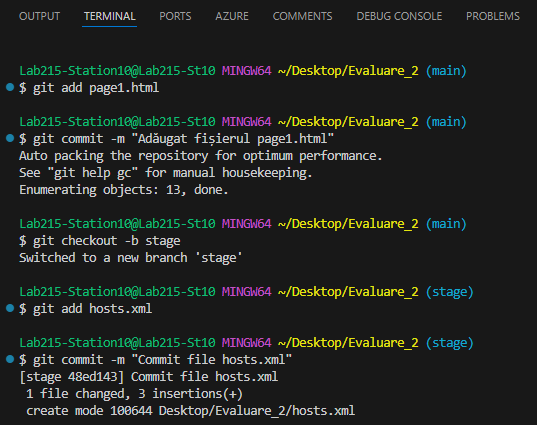 OUTPUT TERMINAL PORTS AZURE COMMENTS DEBUG CONSOLE PROBLEMS
Lab215-Station10@Lab215-St10 MINGW64 ~/Desktop/Evaluare_2 (main)
$ git add page1.html
Lab215-Station10@Lab215-St10 MINGW64 ~/Desktop/Evaluare_2 (main)
$ git commit -m "Adăugat fișierul page1.html"
Auto packing the repository for optimum performance.
See "git help gc" for manual housekeeping.
Enumerating objects: 13, done.
Lab215-Station10@Lab215-St10 MINGW64 ~/Desktop/Evaluare_2 (main)
$ git checkout -b stage
Switched to a new branch 'stage'
Lab215-Station10@Lab215-St10 MINGW64 ~/Desktop/Evaluare_2 (stage)
$ git add hosts.xml
Lab215-Station10@Lab215-St10 MINGW64 ~/Desktop/Evaluare_2 (stage)
$ git commit -m "Commit file hosts.xml"
[stage 48ed143] Commit file hosts.xml
1 file changed, 3 insertions(+)
create mode 100644 Desktop/Evaluare_2/hosts.xml